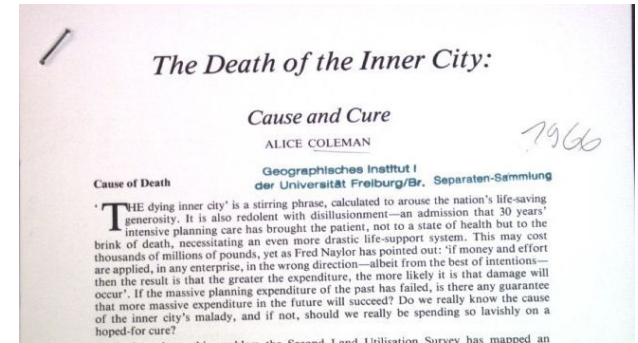 The Death of the Inner City:
Cause and Cure
ALICE COLEMAN
1966
Geographisches Institut I
der Universität Freiburg/Br. Separaten-Sammlung
Cause of Death
‘THE dying inner city’ is a stirring phrase, calculated to arouse the nation’s life-saving
generosity. It is also redolent with disillusionment—an admission that 30 years’
intensive planning care has brought the patient, not to a state of health but to the
brink of death, necessitating an even more drastic life-support system. This may cost
thousands of millions of pounds, yet as Fred Naylor has pointed out: ‘if money and effort
are applied, in any enterprise, in the wrong direction—albeit from the best of intentions—
then the result is that the greater the expenditure, the more likely it is that damage will
occur’. If the massive planning expenditure of the past has failed, is there any guarantee
that more massive expenditure in the future will succeed? Do we really know the cause
of the inner city’s malady, and if not, should we really be spending so lavishly on a
hoped-for cure?
the Second Land Utilisation Survey has mapped an